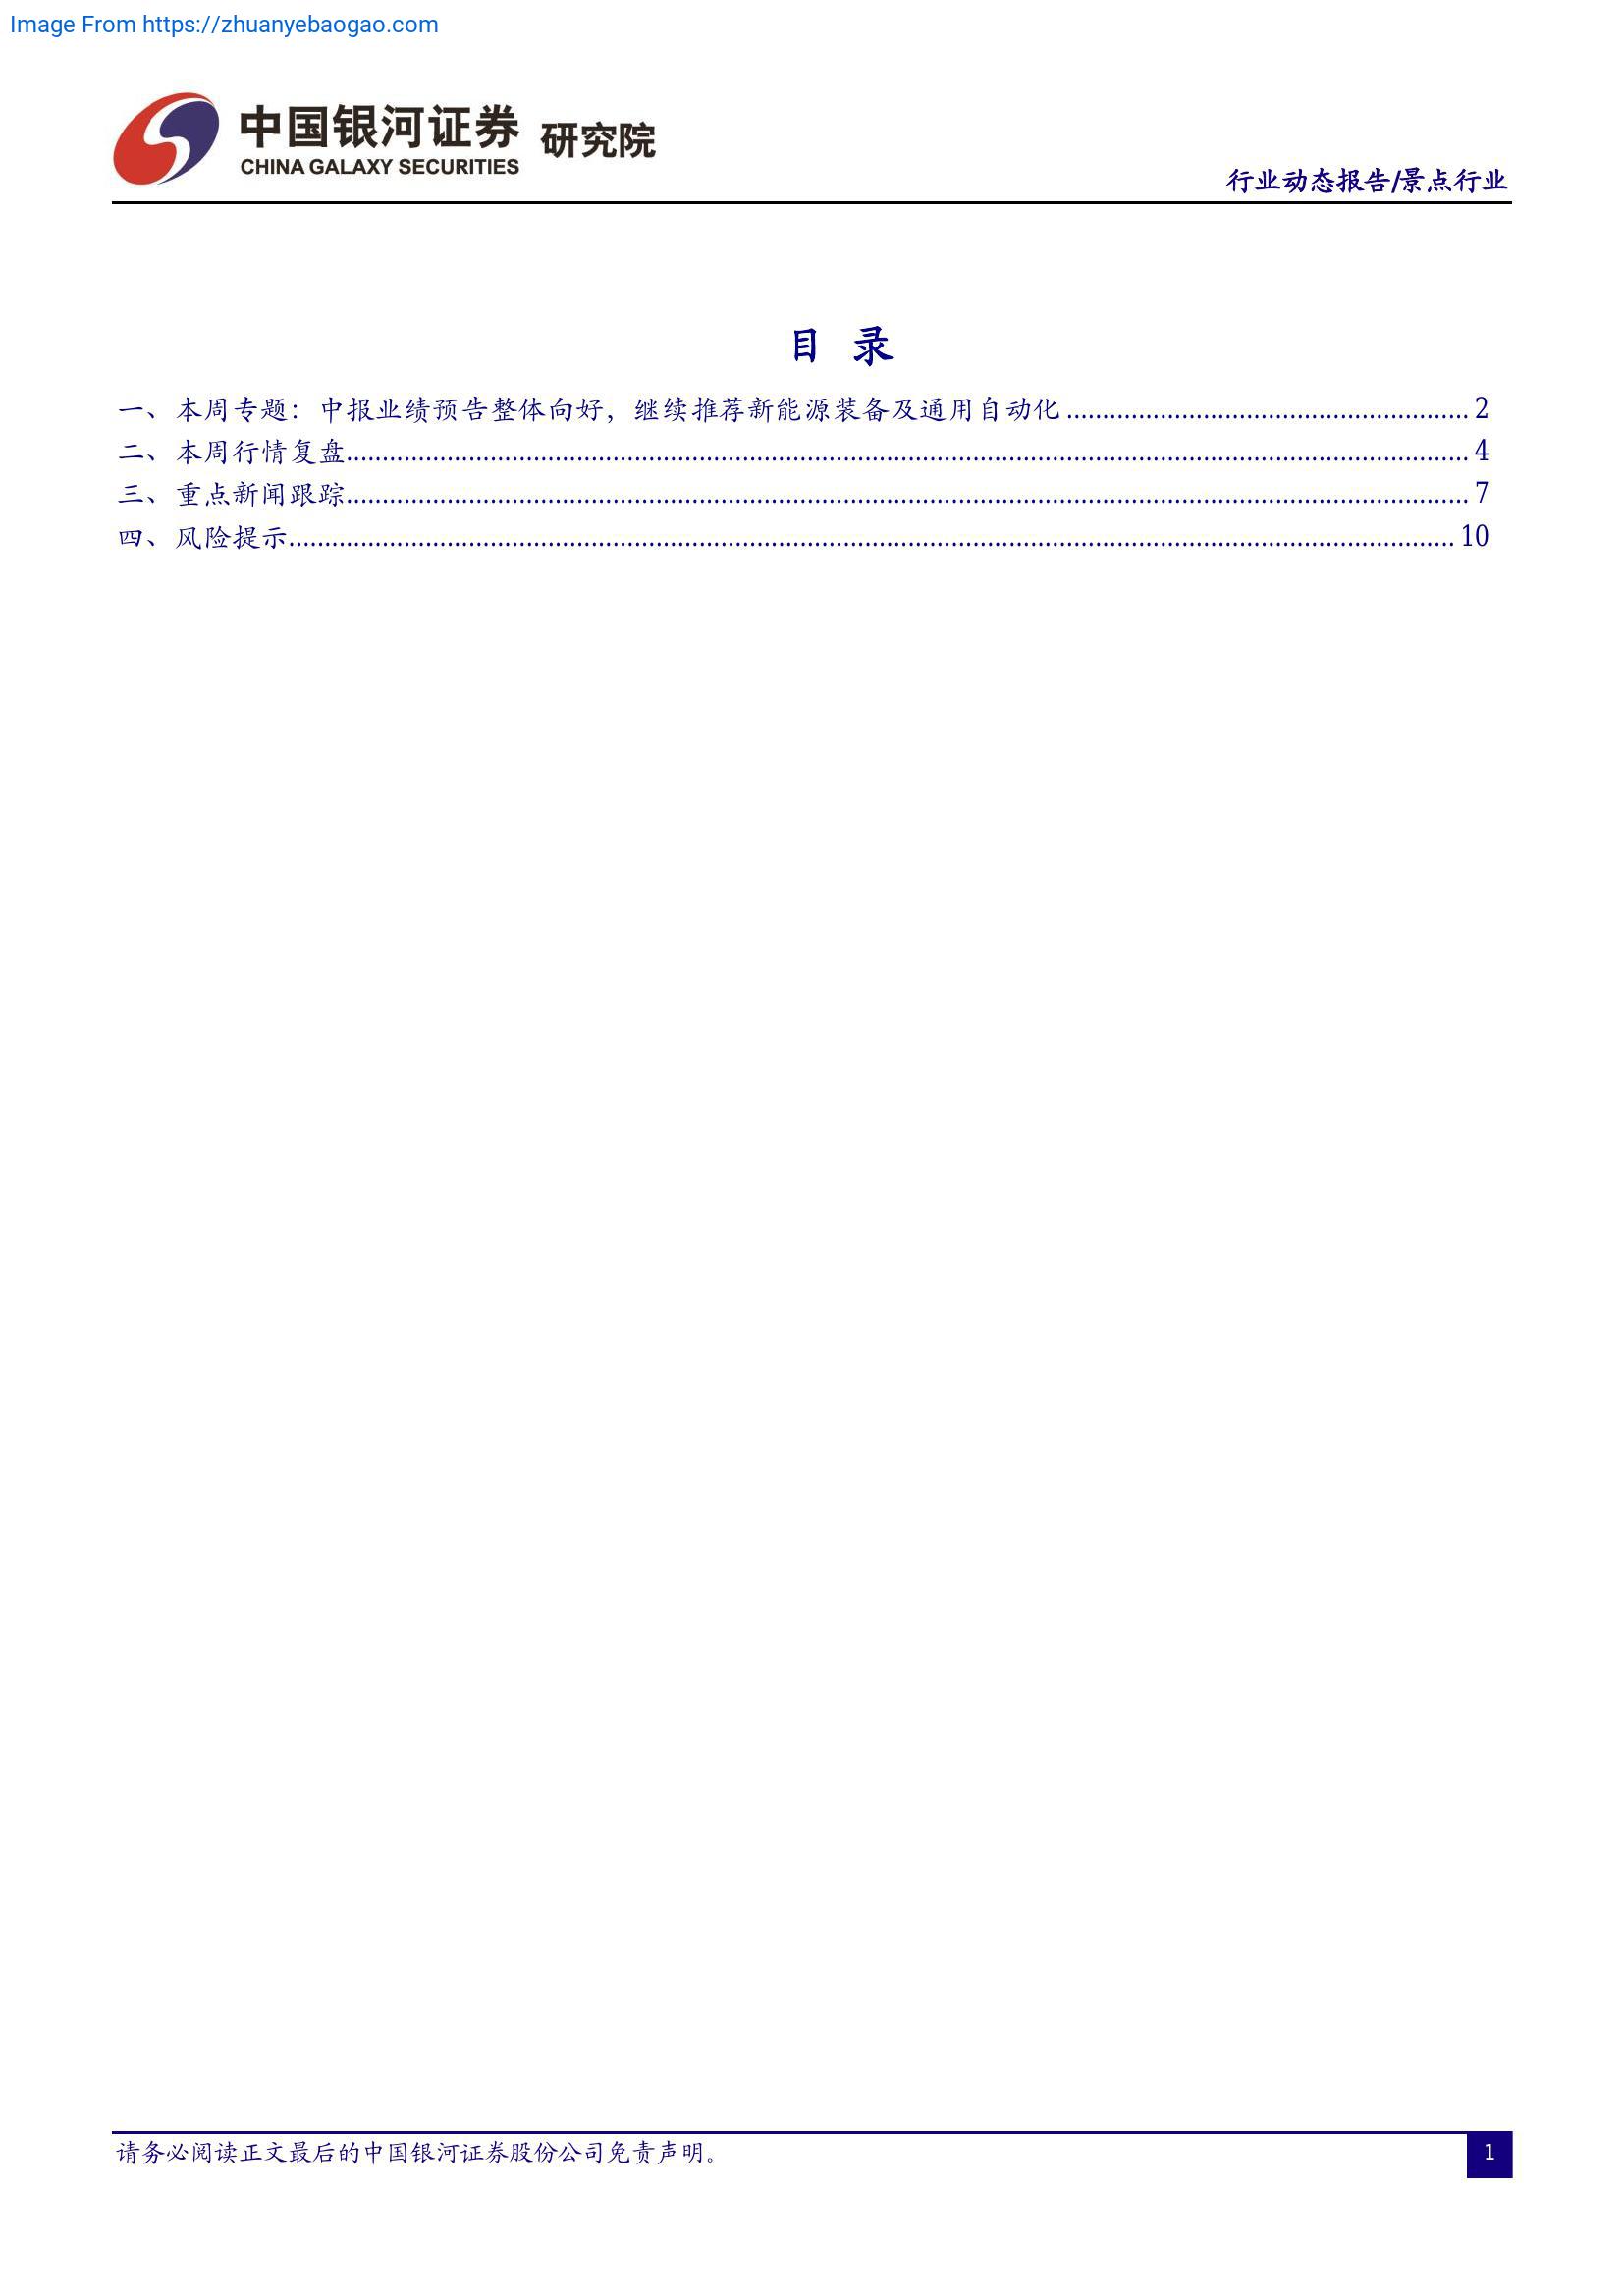 Image From https://zhuanyebaogao.com
中国银河证券 研究院
CHINA GALAXY SECURITIES
行业动态报告/景点行业
目 录
一、本周专题：中报业绩预告整体向好，继续推荐新能源装备及通用自动化 ........................................................ 2
二、本周行情复盘............................................................................................................................................................ 4
三、重点新闻跟踪............................................................................................................................................................ 7
四、风险提示.................................................................................................................................................................. 10
请务必阅读正文最后的中国银河证券股份公司免责声明。
1